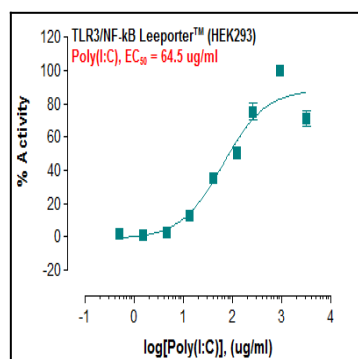 TLR3/NF-kB Leeporter™ (HEK293)
Poly(I:C), EC50 = 64.5 ug/ml
120
100
80
60
40
20
0
-20
% Activity
-1 0 1 2 3 4
log[Poly(I:C)], (ug/ml)